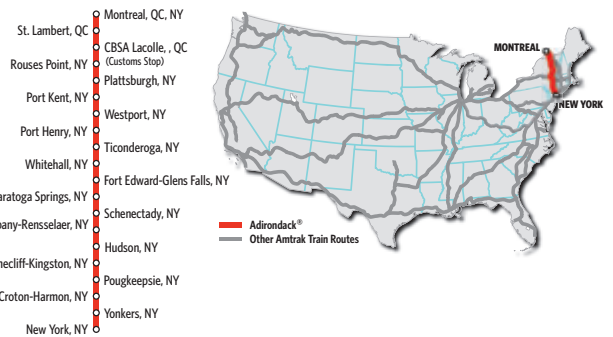 Montreal, QC, NY
St. Lambert, QC
CBSA Lacolle, , QC
(Customs Stop)
Rouses Point, NY
Plattsburgh, NY
Port Kent, NY
Westport, NY
Port Henry, NY
Ticonderoga, NY
Whitehall, NY
Fort Edward-Glens Falls, NY
aratoga Springs, NY
Schenectady, NY
bany-Rensselaer, NY
Hudson, NY
necliff-Kingston, NY
Pougkeepsie, NY
Croton-Harmon, NY
Yonkers, NY
New York, NY
MONTREAL
NEW YORK
Adirondack®
Other Amtrak Train Routes